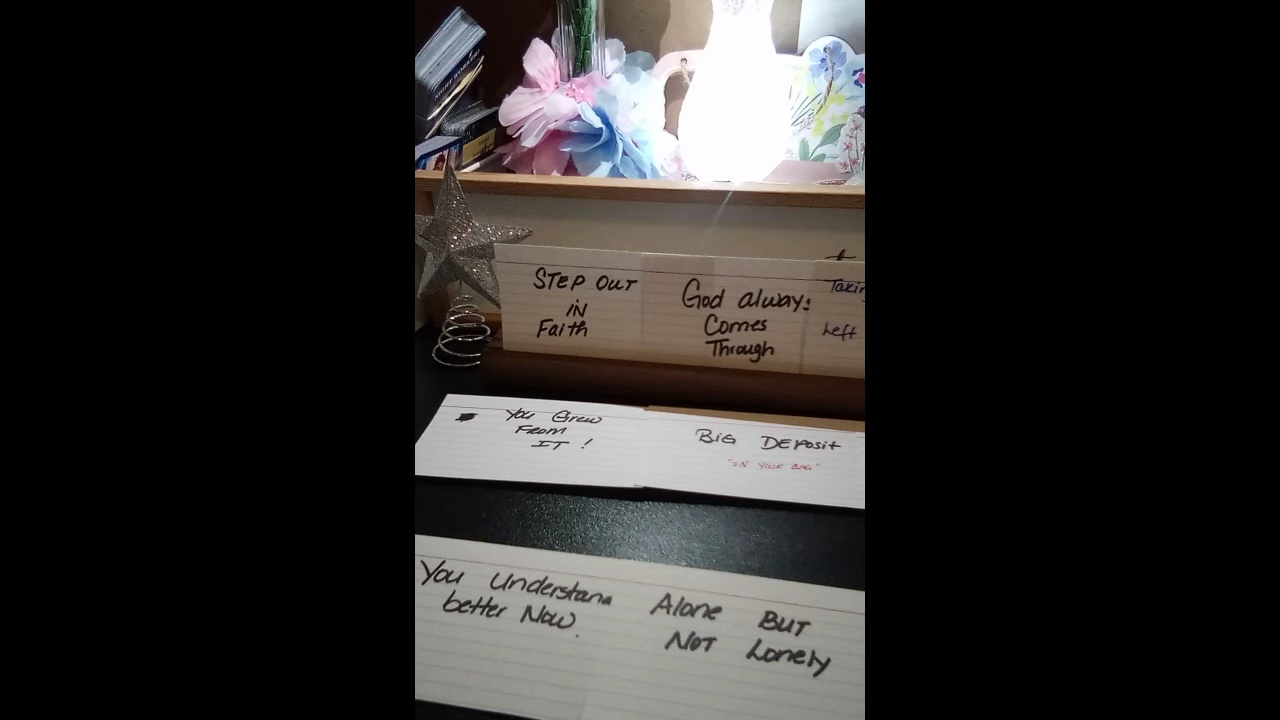 STEP OUT
iN
Faith
God always
Comes
Through
Left
You Grew
From
IT !
BIG DEPosit
"IN YOUR BAG"
You Understand
better Now.
Alone BUT
NOT Lonely